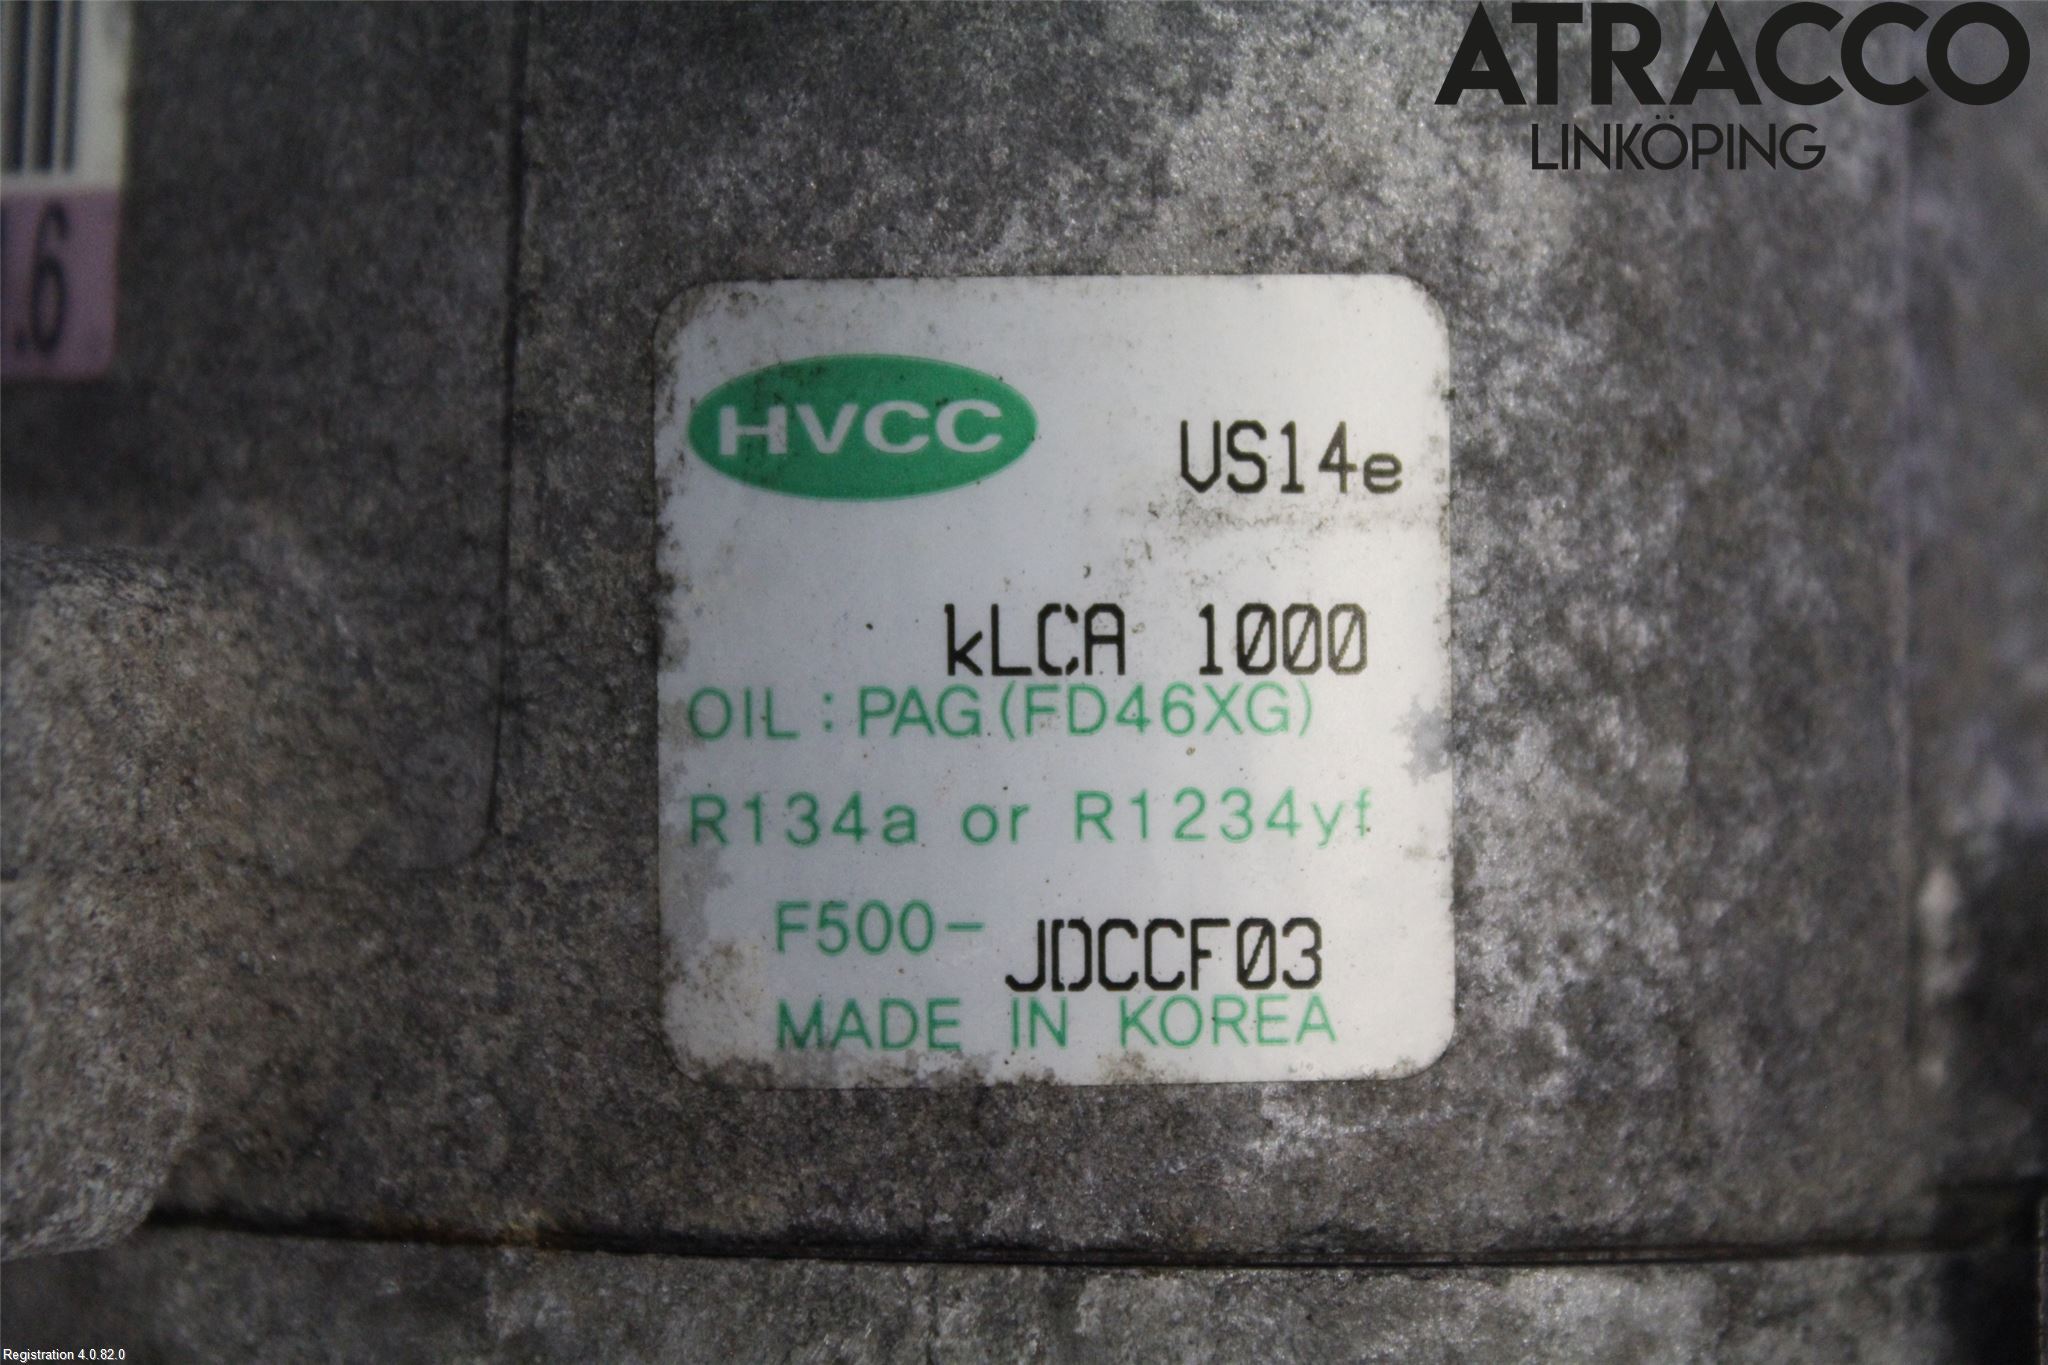 ATRACCO
LINKÖPING
.6
HVCC
VS14e
kLCA 1000
OIL : PAG (FD46XG)
R134a or R1234yf
F500- JDCCF03
MADE IN KOREA
Registration 4.0.82.0